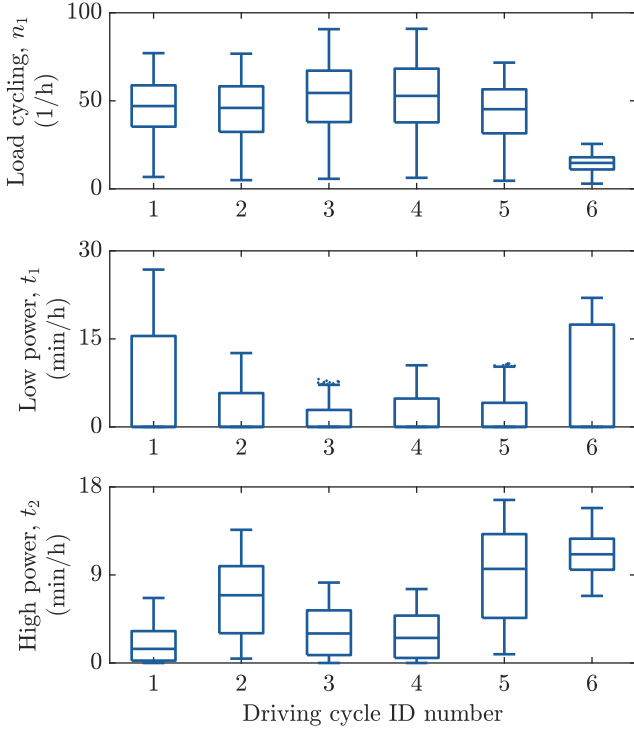 Load cycling, n₁
(1/h)
100
50
0
1 2 3 4 5 6
Low power, t₁
(min/h)
30
15
0
1 2 3 4 5 6
High power, t₂
(min/h)
18
9
0
1 2 3 4 5 6
Driving cycle ID number